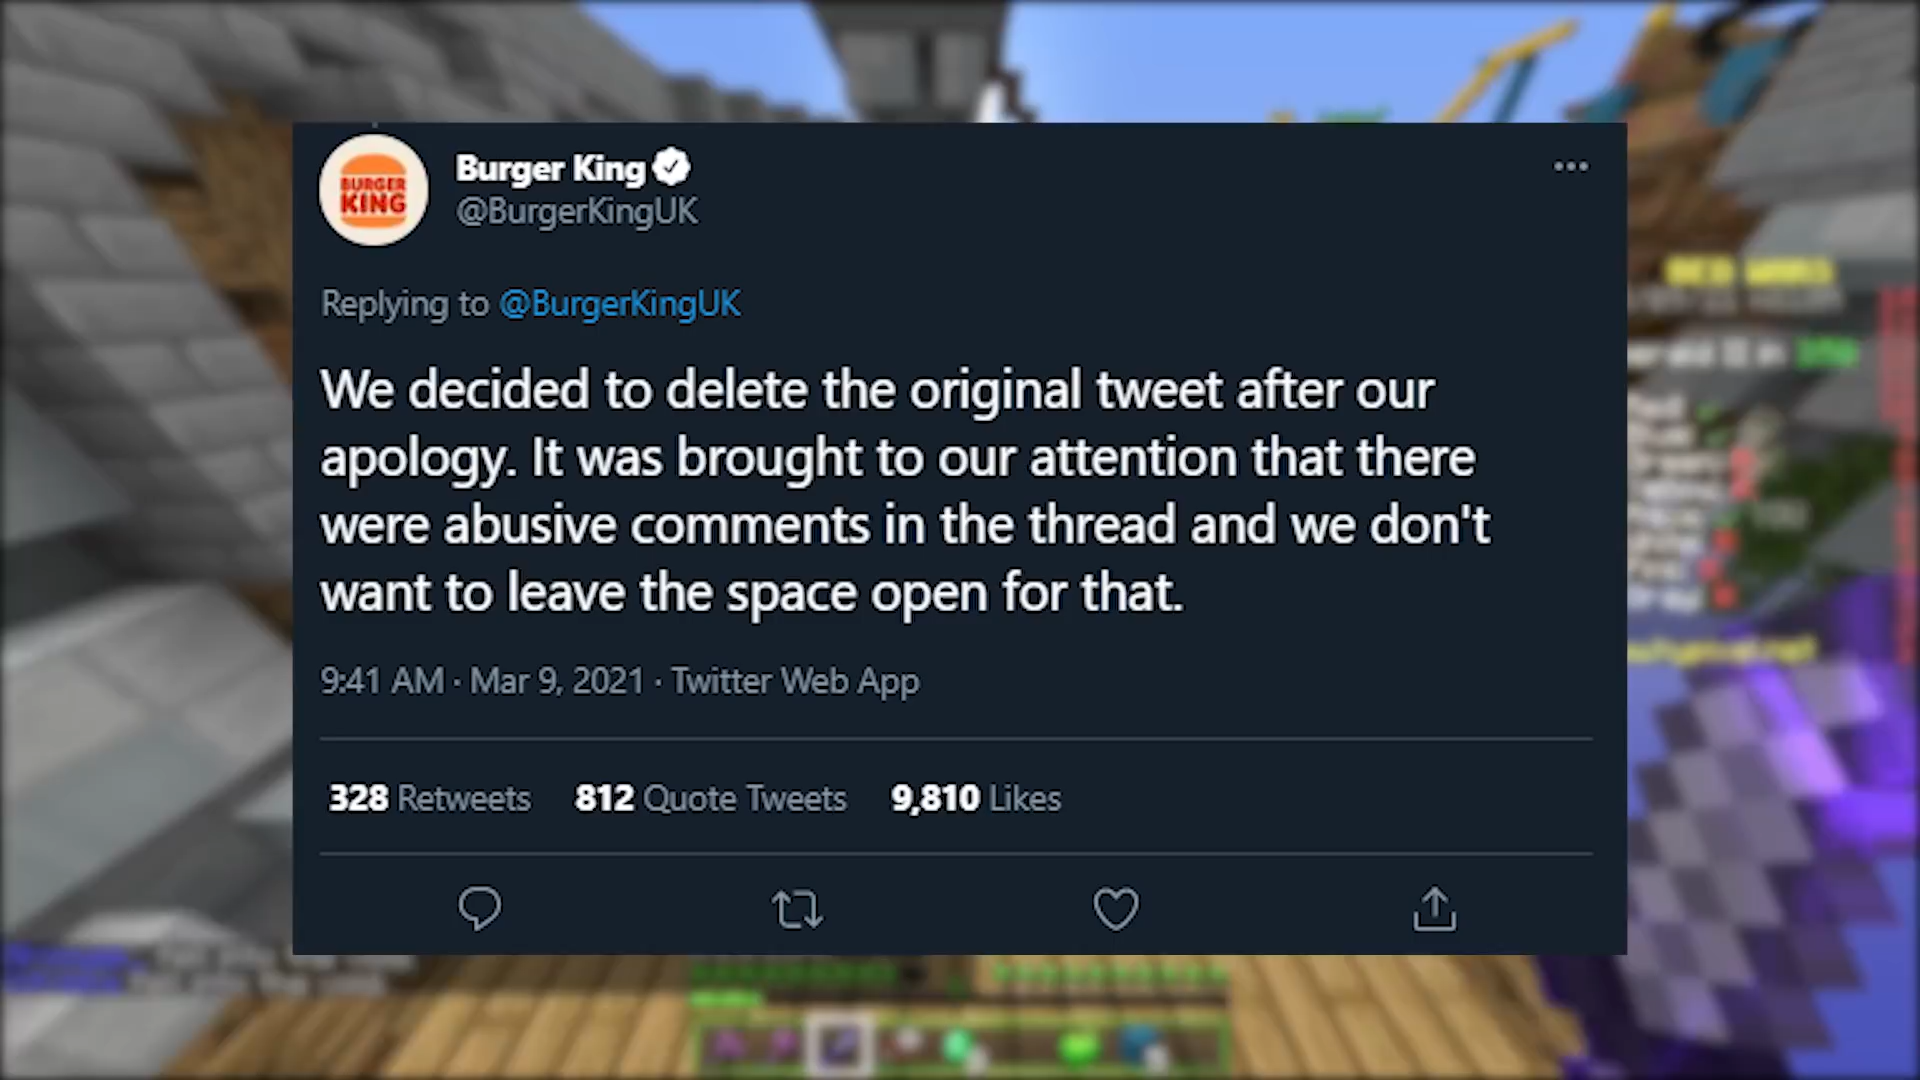 BURGER
KING
Burger King
@BurgerKingUK
Replying to @BurgerKingUK
We decided to delete the original tweet after our
apology. It was brought to our attention that there
were abusive comments in the thread and we don't
want to leave the space open for that.
9:41 AM · Mar 9, 2021 · Twitter Web App
328 Retweets 812 Quote Tweets 9,810 Likes
BED WARS